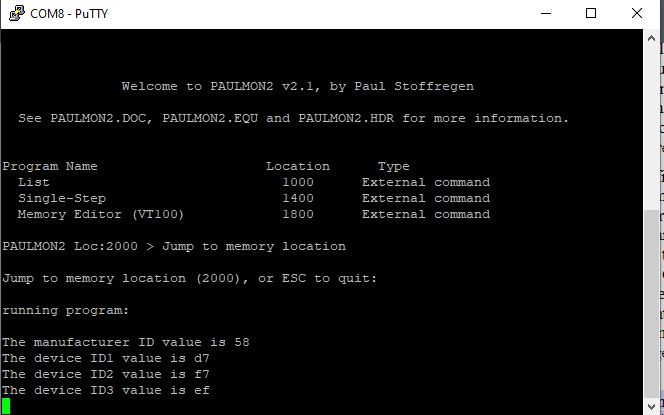 COM8 - PuTTY
Welcome to PAULMON2 v2.1, by Paul Stoffregen
See PAULMON2.DOC, PAULMON2.EQU and PAULMON2.HDR for more information.
Program Name Location Type
List 1000 External command
Single-Step 1400 External command
Memory Editor (VT100) 1800 External command
PAULMON2 Loc:2000 > Jump to memory location
Jump to memory location (2000), or ESC to quit:
running program:
The manufacturer ID value is 58
The device ID1 value is d7
The device ID2 value is f7
The device ID3 value is ef